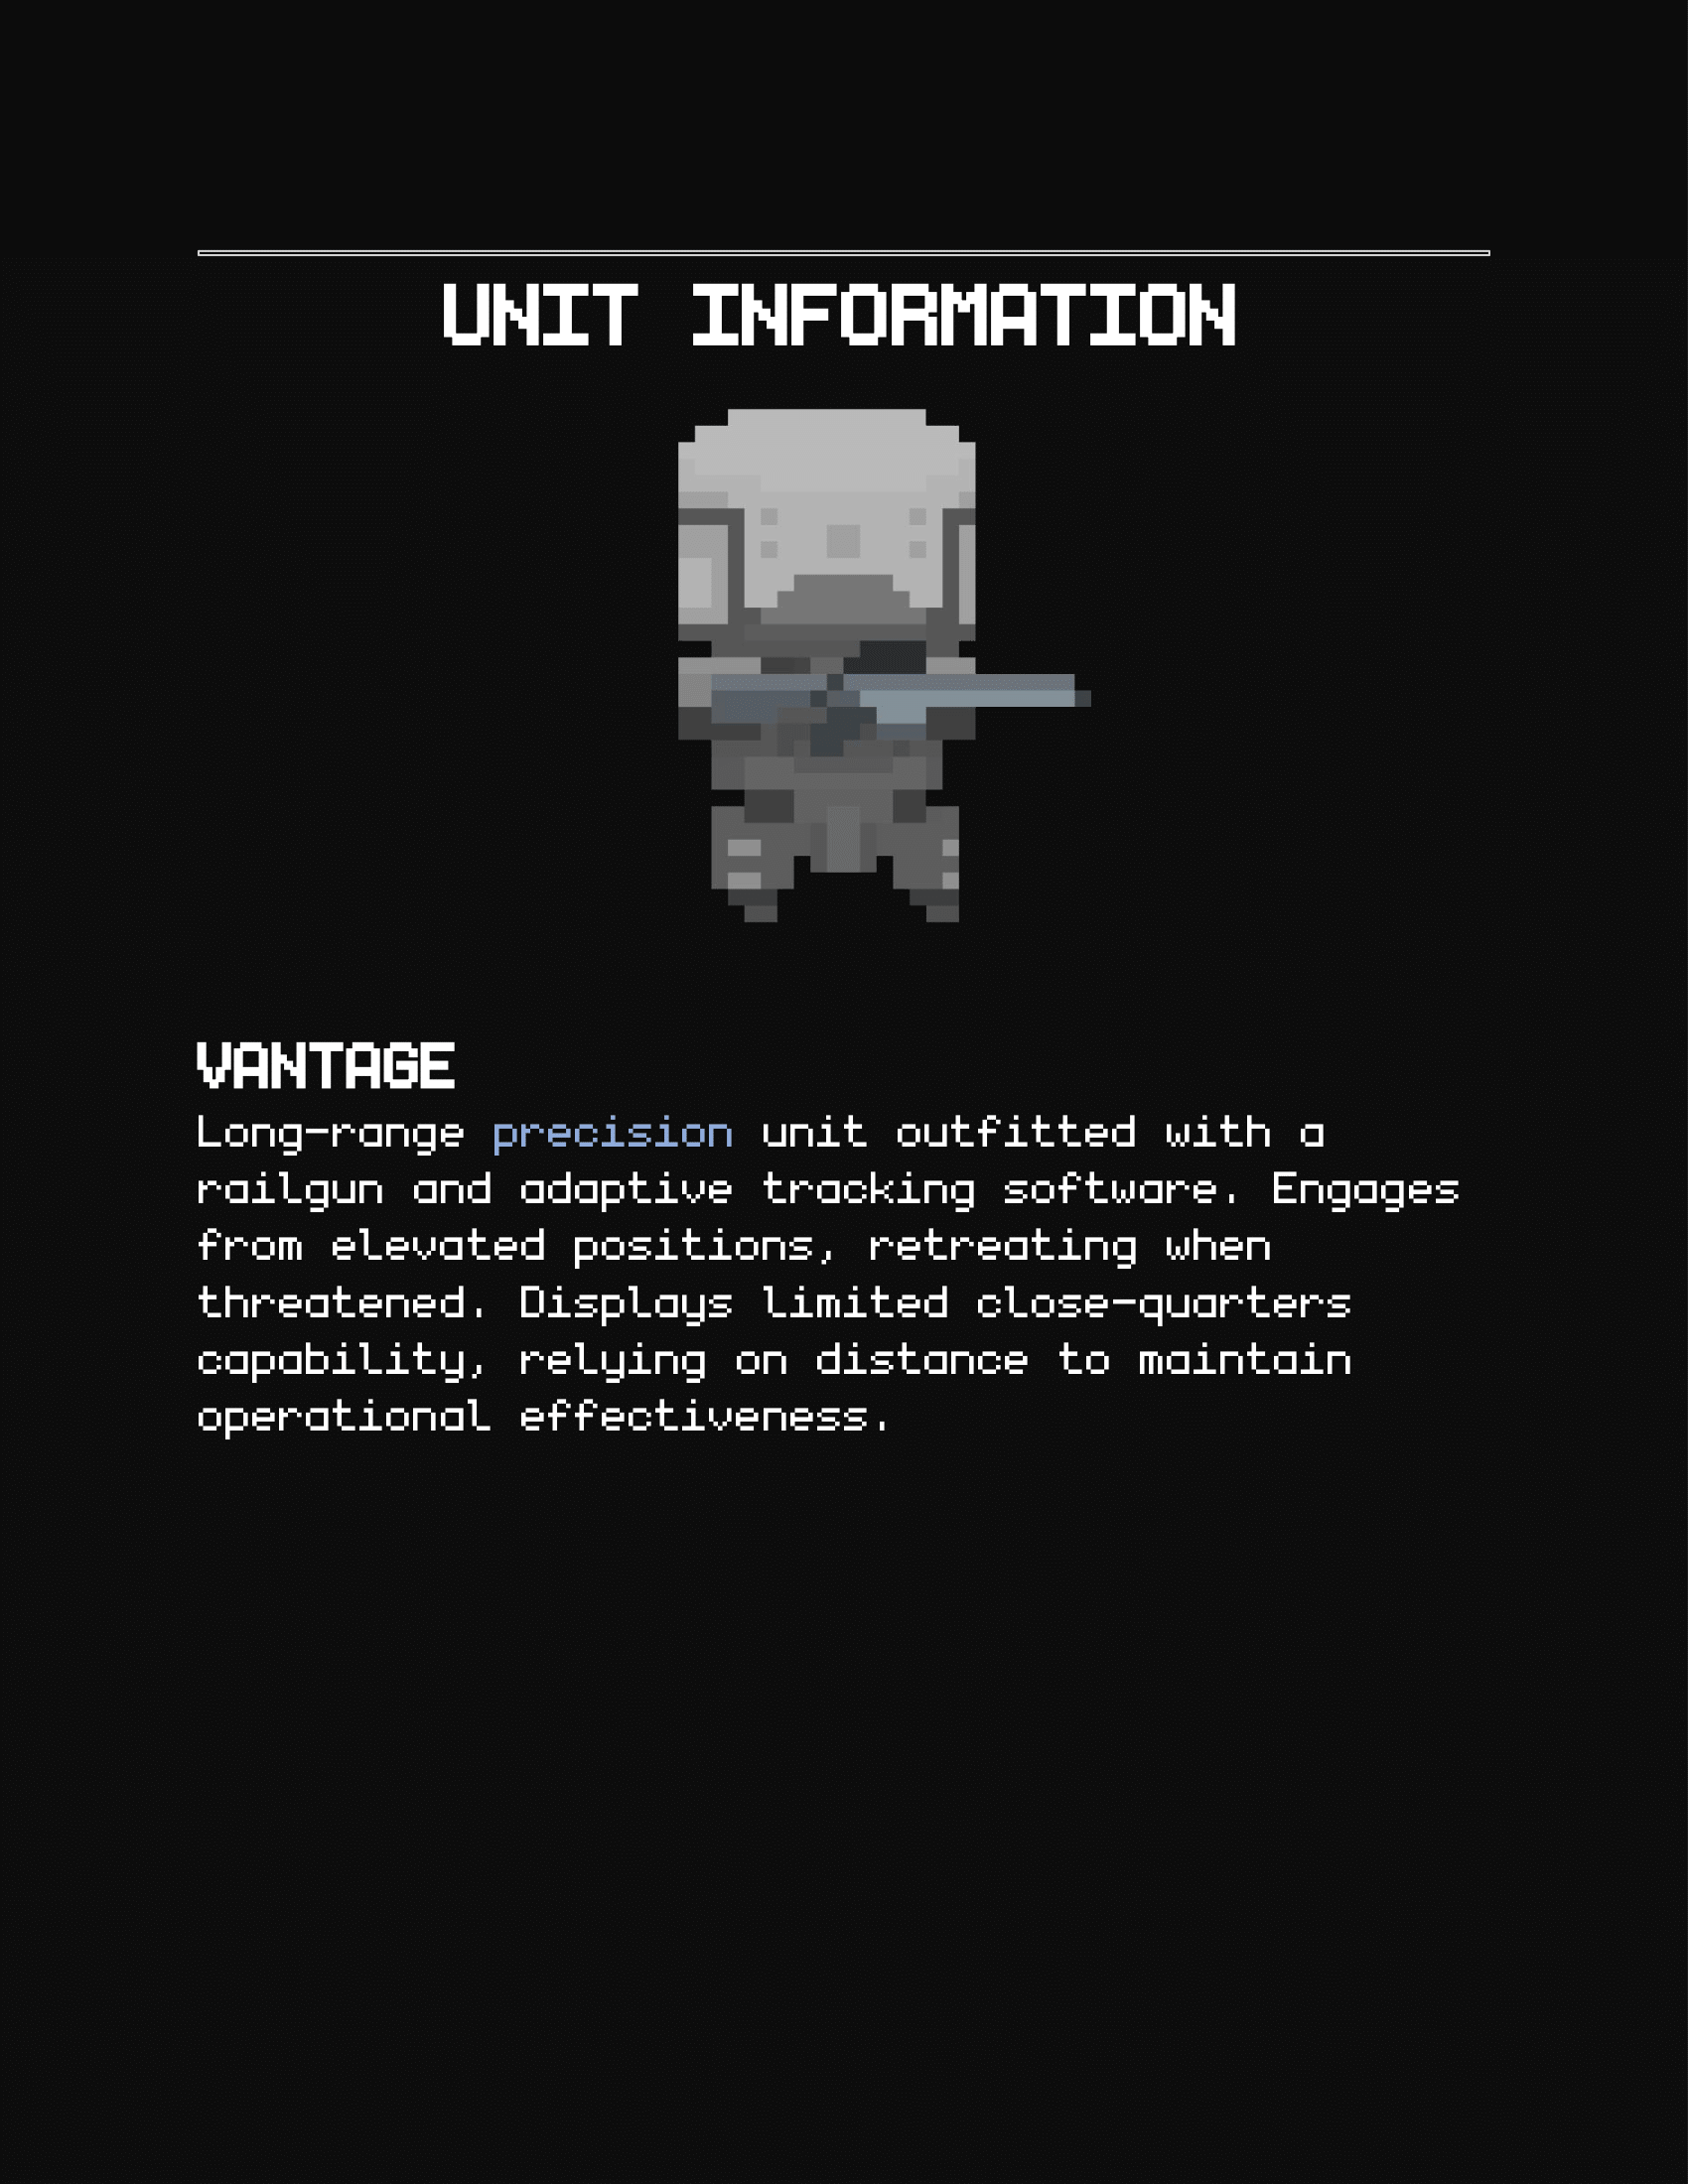 UNIT INFORMATION
VANTAGE
Long-range precision unit outfitted with a
railgun and adaptive tracking software. Engages
from elevated positions, retreating when
threatened. Displays limited close-quarters
capability, relying on distance to maintain
operational effectiveness.